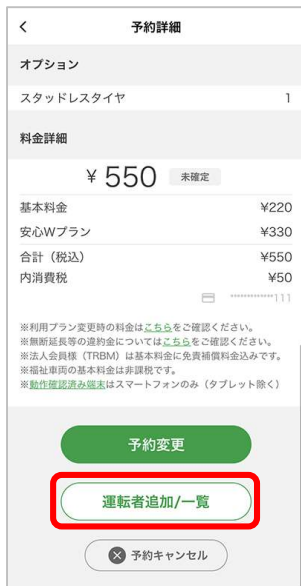 予約詳細
オプション
スタッドレスタイヤ 1
料金詳細
¥ 550 未確定
基本料金 ¥220
安心Wプラン ¥330
合計（税込） ¥550
内消費税 ¥50
*************111
※利用プラン変更時の料金はこちらをご確認ください。
※無断延長等の違約金についてはこちらをご確認ください。
※法人会員様（TRBM）は基本料金に免責補償料金込みです。
※福祉車両の基本料金は非課税です。
※動作確認済み端末はスマートフォンのみ（タブレット除く）
予約変更
運転者追加/一覧
予約キャンセル